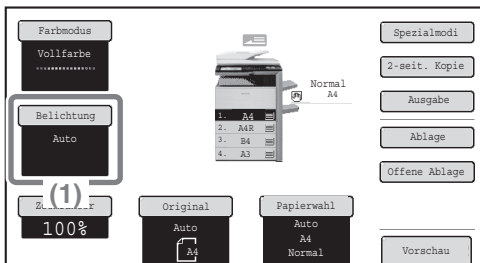 Farbmodus
Vollfarbe
Belichtung
Auto
(1)
100%
Normal
A4
1. A4
2. A4R
3. B4
4. A3
Original
Auto
A4
Papierwahl
Auto
A4
Normal
Spezialmodi
2-seit. Kopie
Ausgabe
Ablage
Offene Ablage
Vorschau